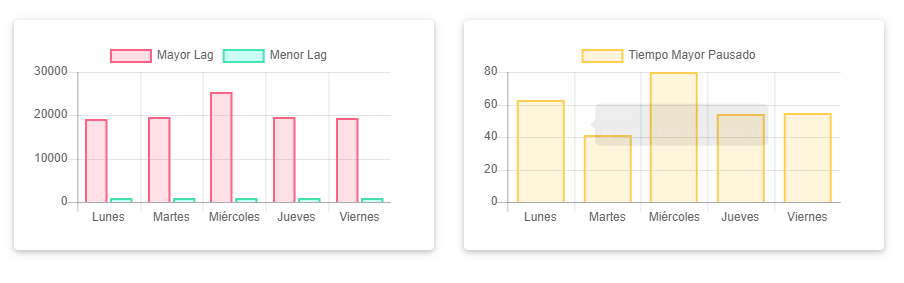 Mayor Lag Menor Lag
30000
20000
10000
0
Lunes Martes Miércoles Jueves Viernes
Tiempo Mayor Pausado
80
60
40
20
0
Lunes Martes Miércoles Jueves Viernes